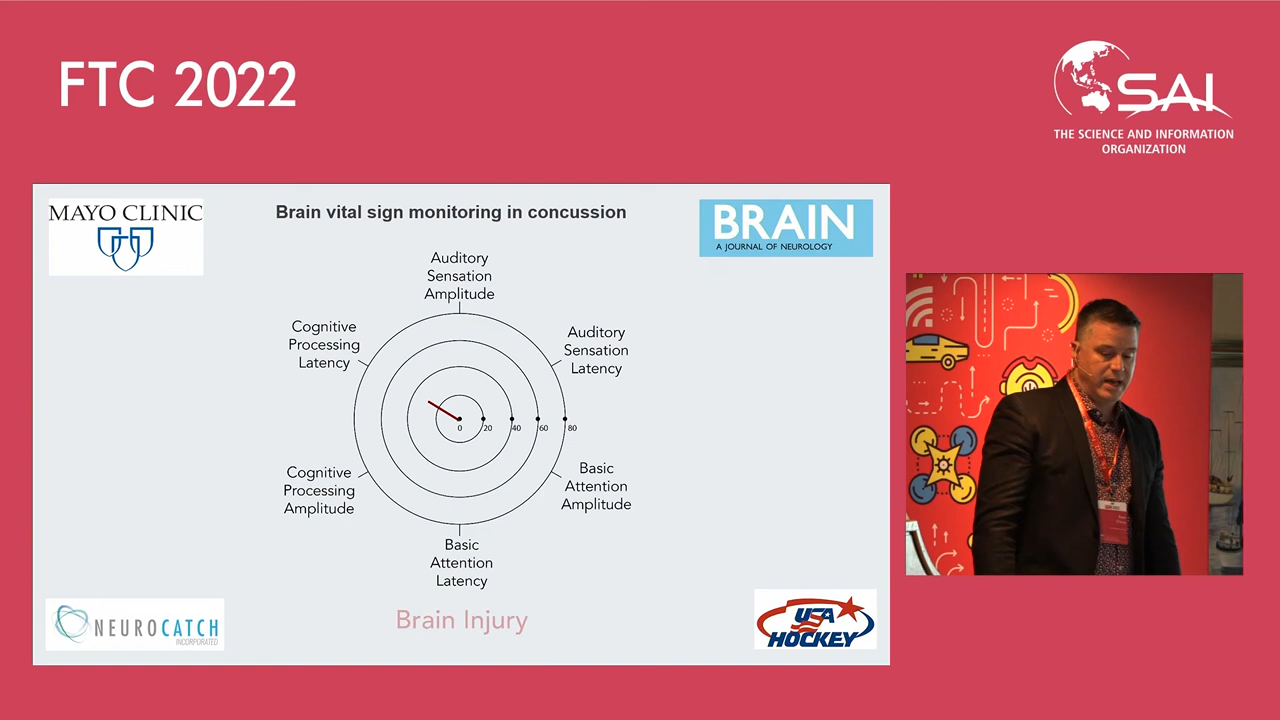 FTC 2022
SAI
THE SCIENCE AND INFORMATION
ORGANIZATION
MAYO CLINIC
Brain vital sign monitoring in concussion
BRAIN
A JOURNAL OF NEUROLOGY
Auditory
Sensation
Amplitude
Cognitive
Processing
Latency
Auditory
Sensation
Latency
0 20 40 60 80
Cognitive
Processing
Amplitude
Basic
Attention
Amplitude
Basic
Attention
Latency
Brain Injury
NEUROCATCH
INCORPORATED
USA
HOCKEY